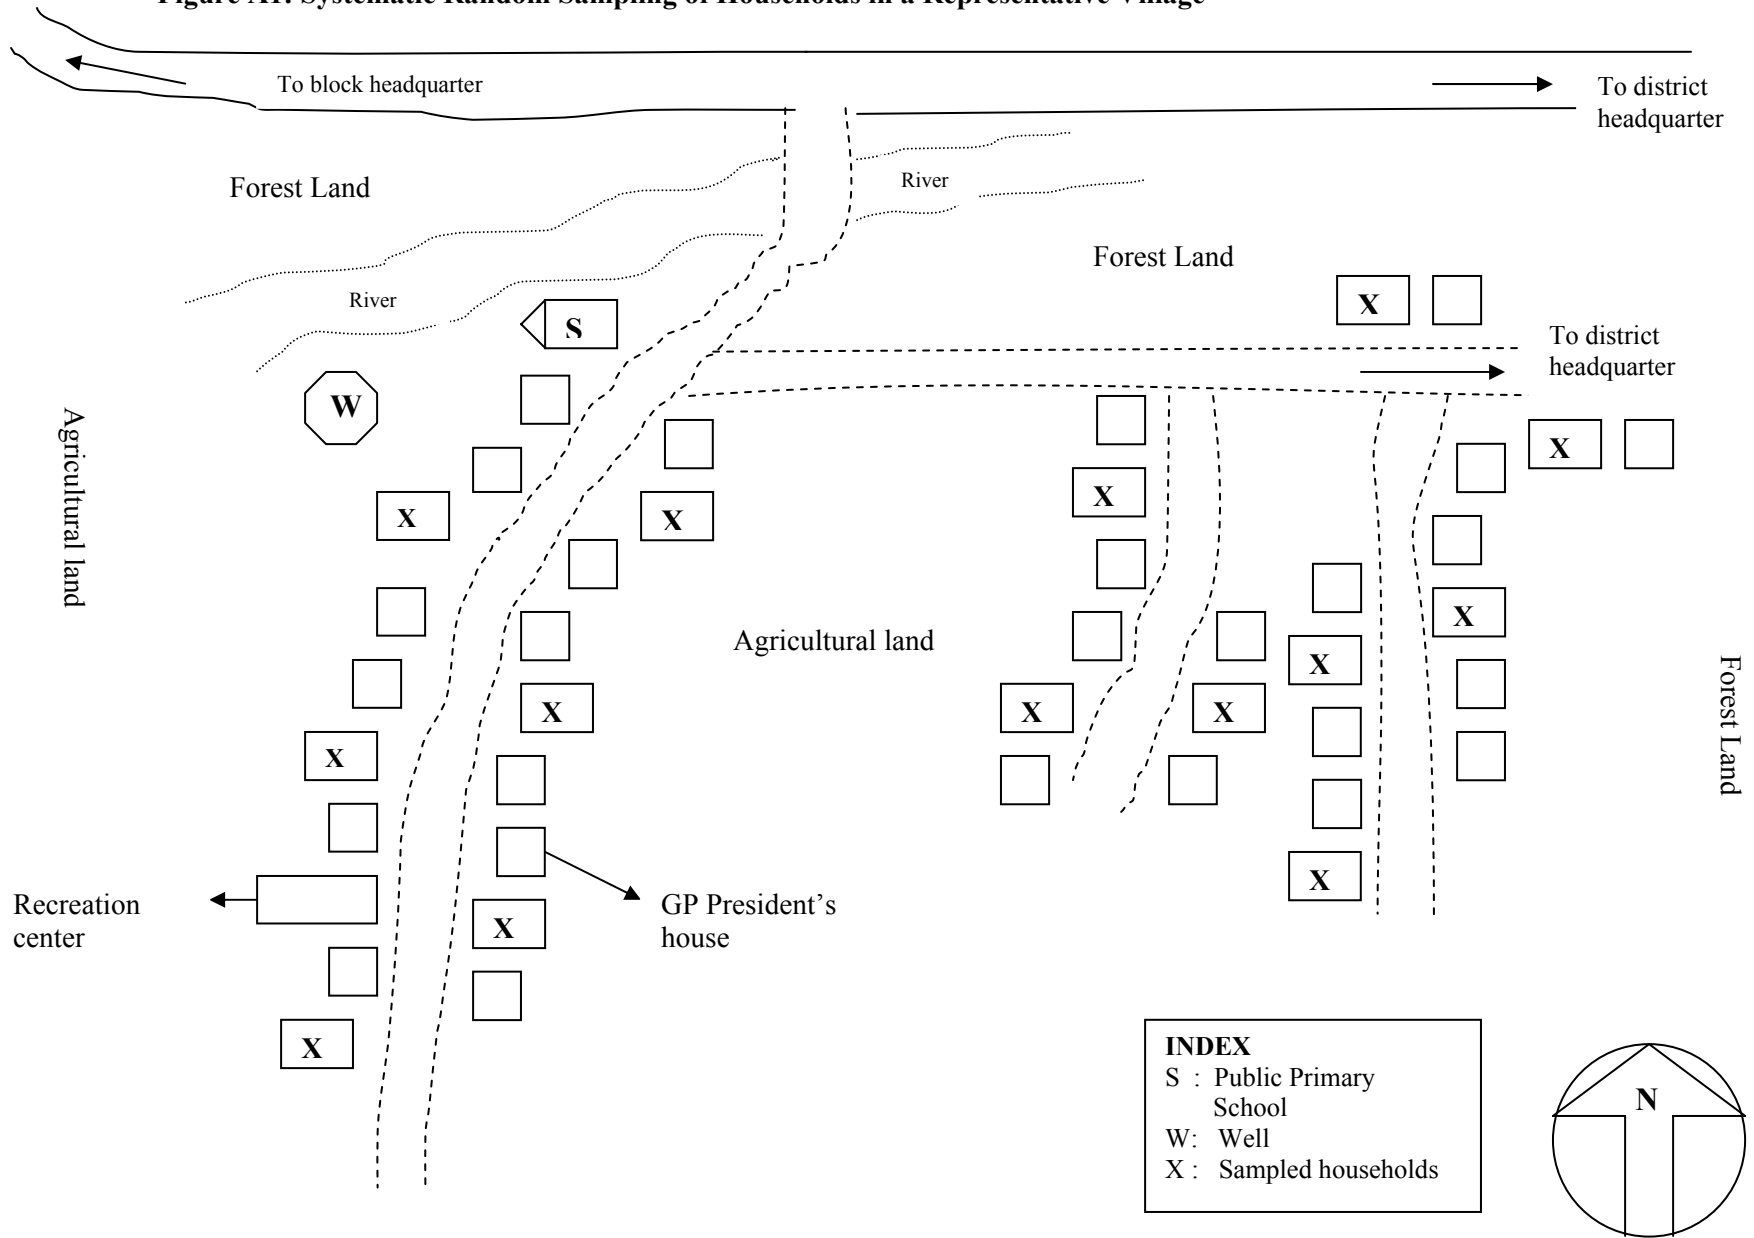 Figure A1: Systematic Random Sampling of Households in a Representative Village
To block headquarter
To district
headquarter
Forest Land
River
Forest Land
River
X
S
To district
headquarter
W
Agricultural land
X
X
X
X
X
Agricultural land
X
X
Forest Land
X
X
X
X
X
Recreation
center
GP President's
house
X
X
INDEX
S : Public Primary
School
W: Well
X : Sampled households
N